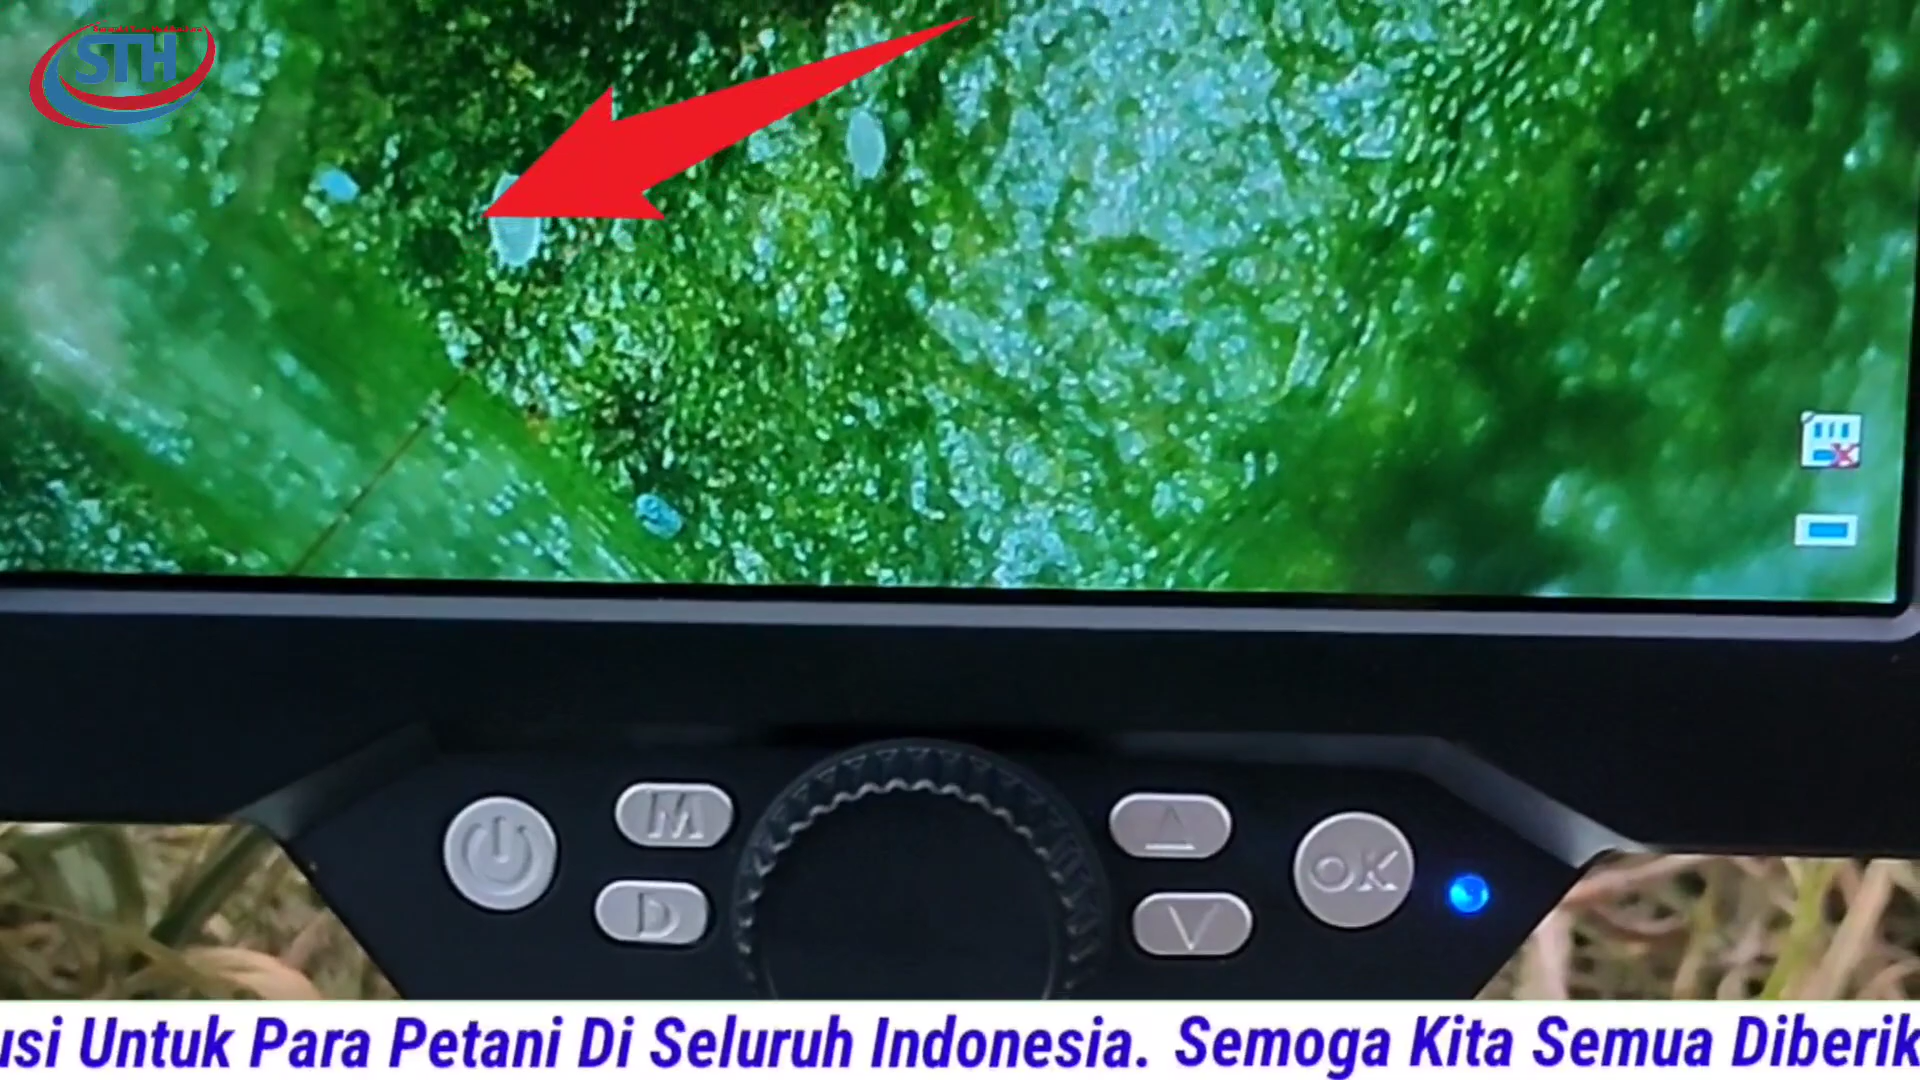 STH
M
D
OK
usi Untuk Para Petani Di Seluruh Indonesia. Semoga Kita Semua Diberik